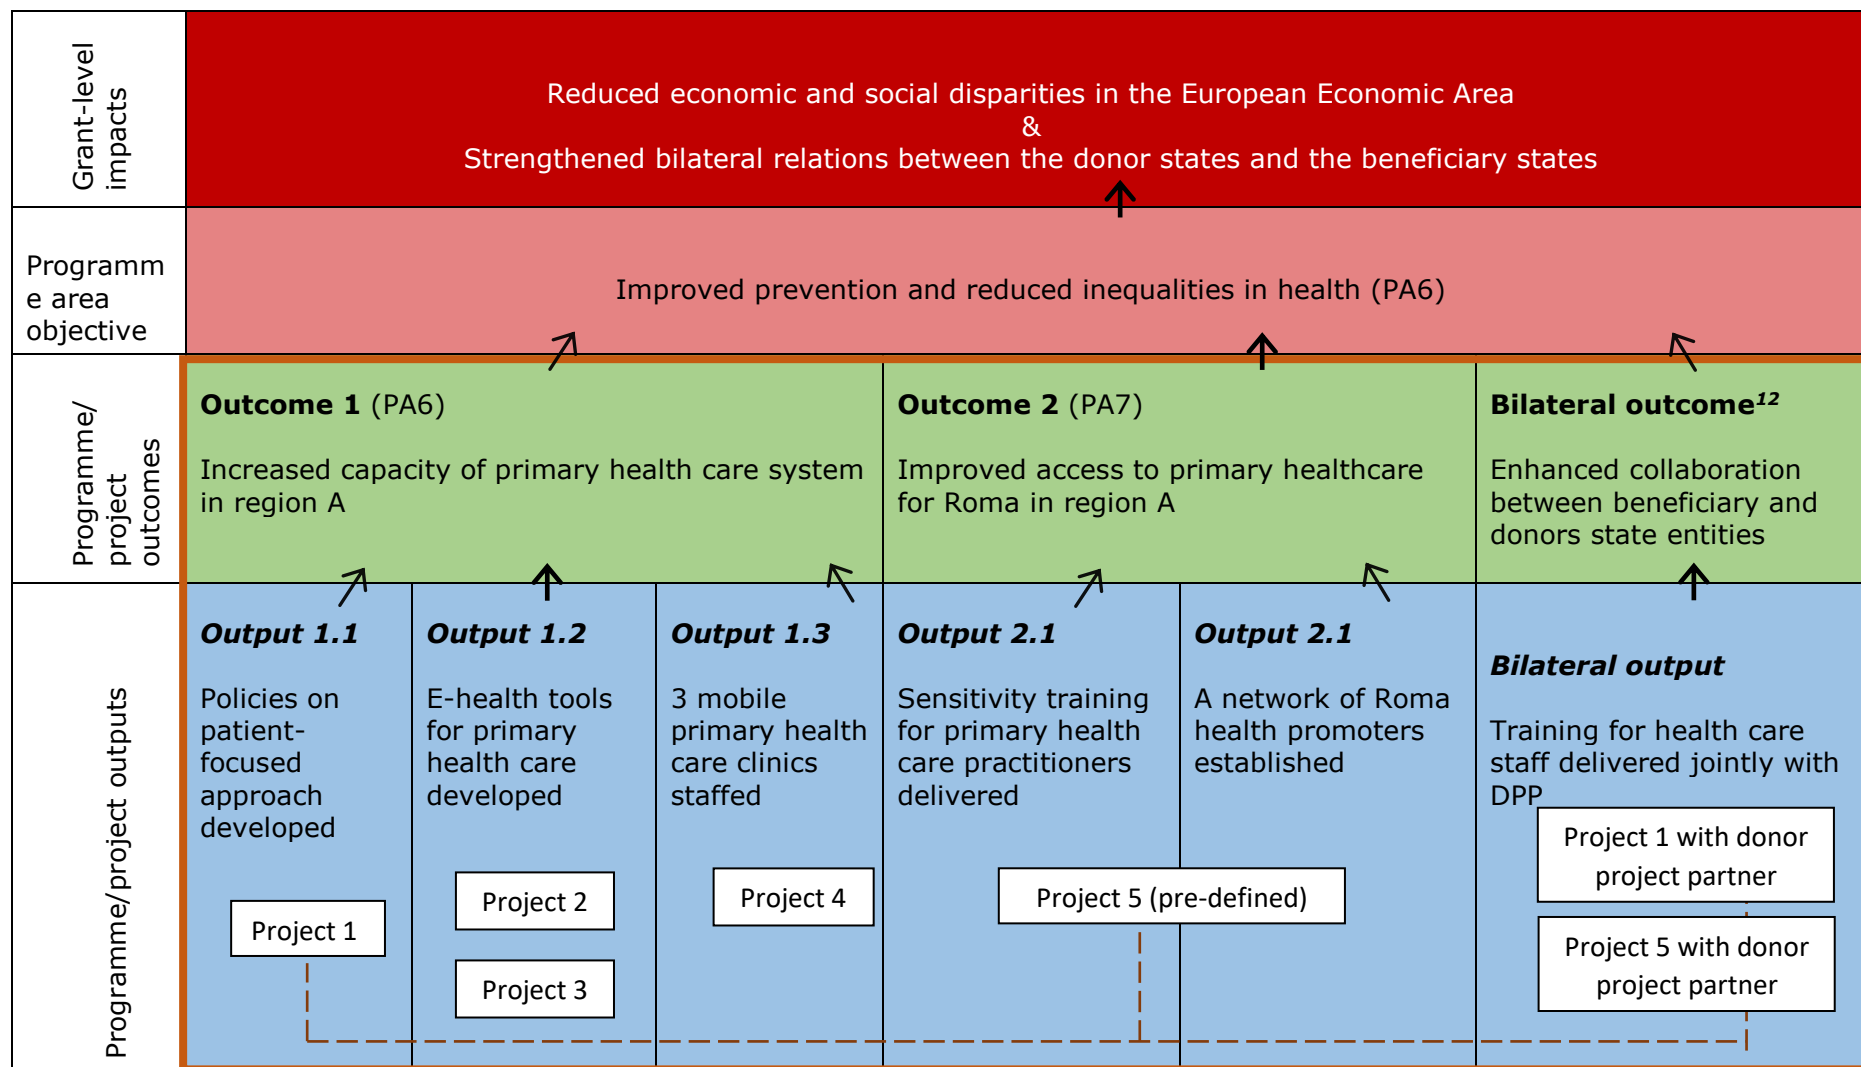 Grant-level
impacts
Reduced economic and social disparities in the European Economic Area
&
Strengthened bilateral relations between the donor states and the beneficiary states
Programm
e area
objective
Improved prevention and reduced inequalities in health (PA6)
Programme/
project
outcomes
Outcome 1 (PA6)
Increased capacity of primary health care system
in region A
Outcome 2 (PA7)
Improved access to primary healthcare
for Roma in region A
Bilateral outcome12
Enhanced collaboration
between beneficiary and
donors state entities
Programme/project outputs
Output 1.1
Policies on
patient-
focused
approach
developed
Project 1
Output 1.2
E-health tools
for primary
health care
developed
Project 2
Project 3
Output 1.3
3 mobile
primary health
care clinics
staffed
Project 4
Output 2.1
Sensitivity training
for primary health
care practitioners
delivered
Output 2.1
A network of Roma
health promoters
established
Project 5 (pre-defined)
Bilateral output
Training for health care
staff delivered jointly with
DPP
Project 1 with donor
project partner
Project 5 with donor
project partner